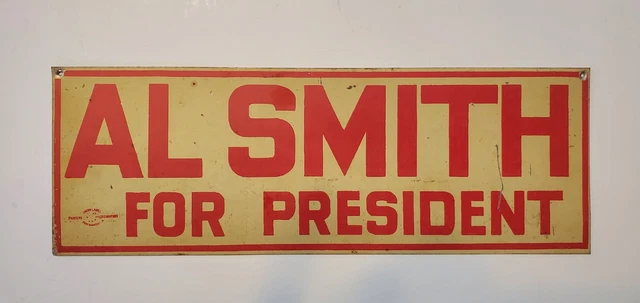 AL SMITH
FOR PRESIDENT